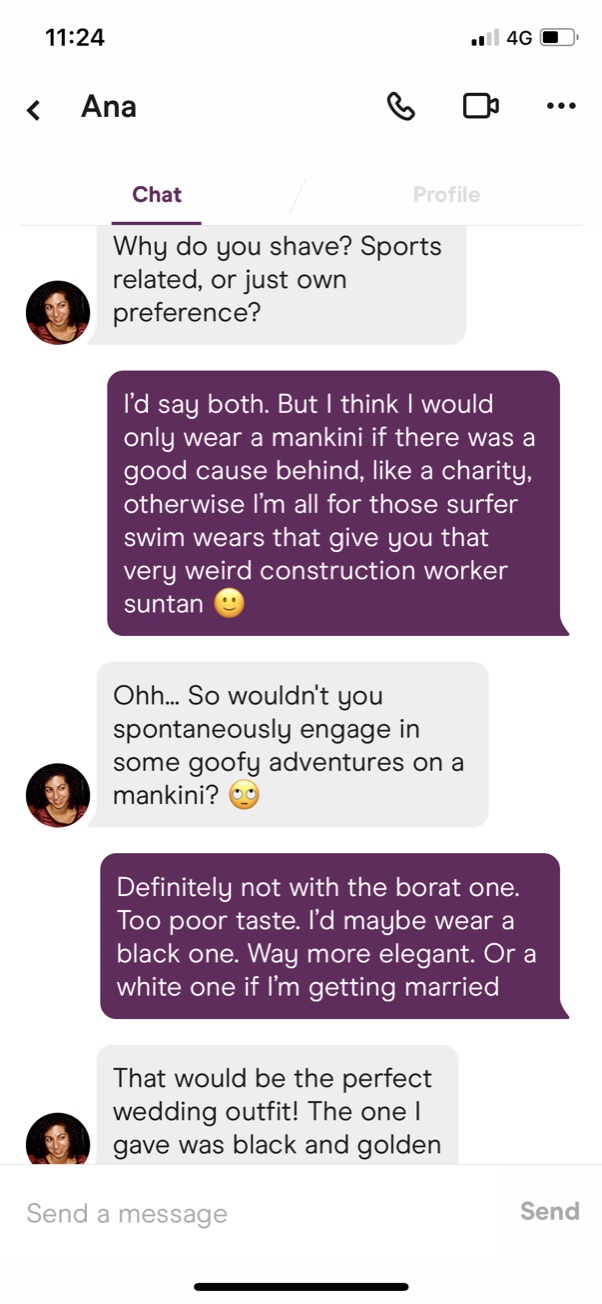 11:24
4G
Ana
Chat
Profile
Why do you shave? Sports
related, or just own
preference?
I’d say both. But I think I would
only wear a mankini if there was a
good cause behind, like a charity,
otherwise I’m all for those surfer
swim wears that give you that
very weird construction worker
suntan 🙂
Ohh... So wouldn't you
spontaneously engage in
some goofy adventures on a
mankini? 🙄
Definitely not with the borat one.
Too poor taste. I’d maybe wear a
black one. Way more elegant. Or a
white one if I’m getting married
That would be the perfect
wedding outfit! The one I
gave was black and golden
Send a message
Send